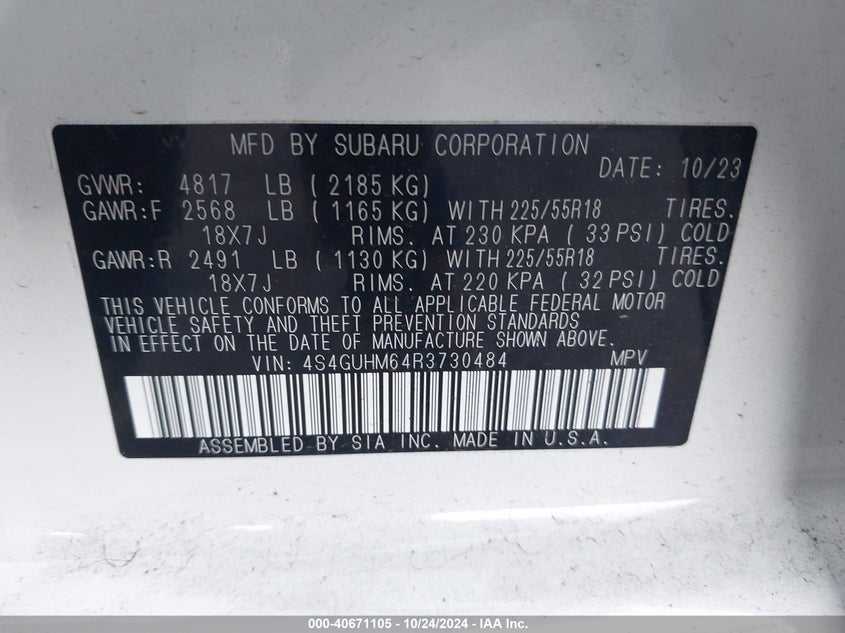 MFD BY SUBARU CORPORATION
DATE: 10/23
GVWR: 4817 LB ( 2185 KG)
GAWR:F 2568 LB ( 1165 KG) WITH 225/55R18 TIRES.
18X7J RIMS. AT 230 KPA ( 33 PSI) COLD
GAWR:R 2491 LB ( 1130 KG) WITH 225/55R18 TIRES.
18X7J RIMS. AT 220 KPA ( 32 PSI) COLD
THIS VEHICLE CONFORMS TO ALL APPLICABLE FEDERAL MOTOR
VEHICLE SAFETY AND THEFT PREVENTION STANDARDS
IN EFFECT ON THE DATE OF MANUFACTURE SHOWN ABOVE.
VIN: 4S4GUHM64R3730484 MPV
ASSEMBLED BY SIA INC. MADE IN U.S.A.
000-40671105 - 10/24/2024 - IAA Inc.